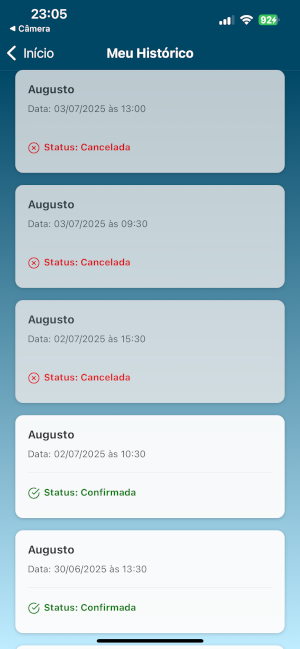 23:05
92
◀ Câmera
Início
Meu Histórico
Augusto
Data: 03/07/2025 às 13:00
Status: Cancelada
Augusto
Data: 03/07/2025 às 09:30
Status: Cancelada
Augusto
Data: 02/07/2025 às 15:30
Status: Cancelada
Augusto
Data: 02/07/2025 às 10:30
Status: Confirmada
Augusto
Data: 30/06/2025 às 13:30
Status: Confirmada